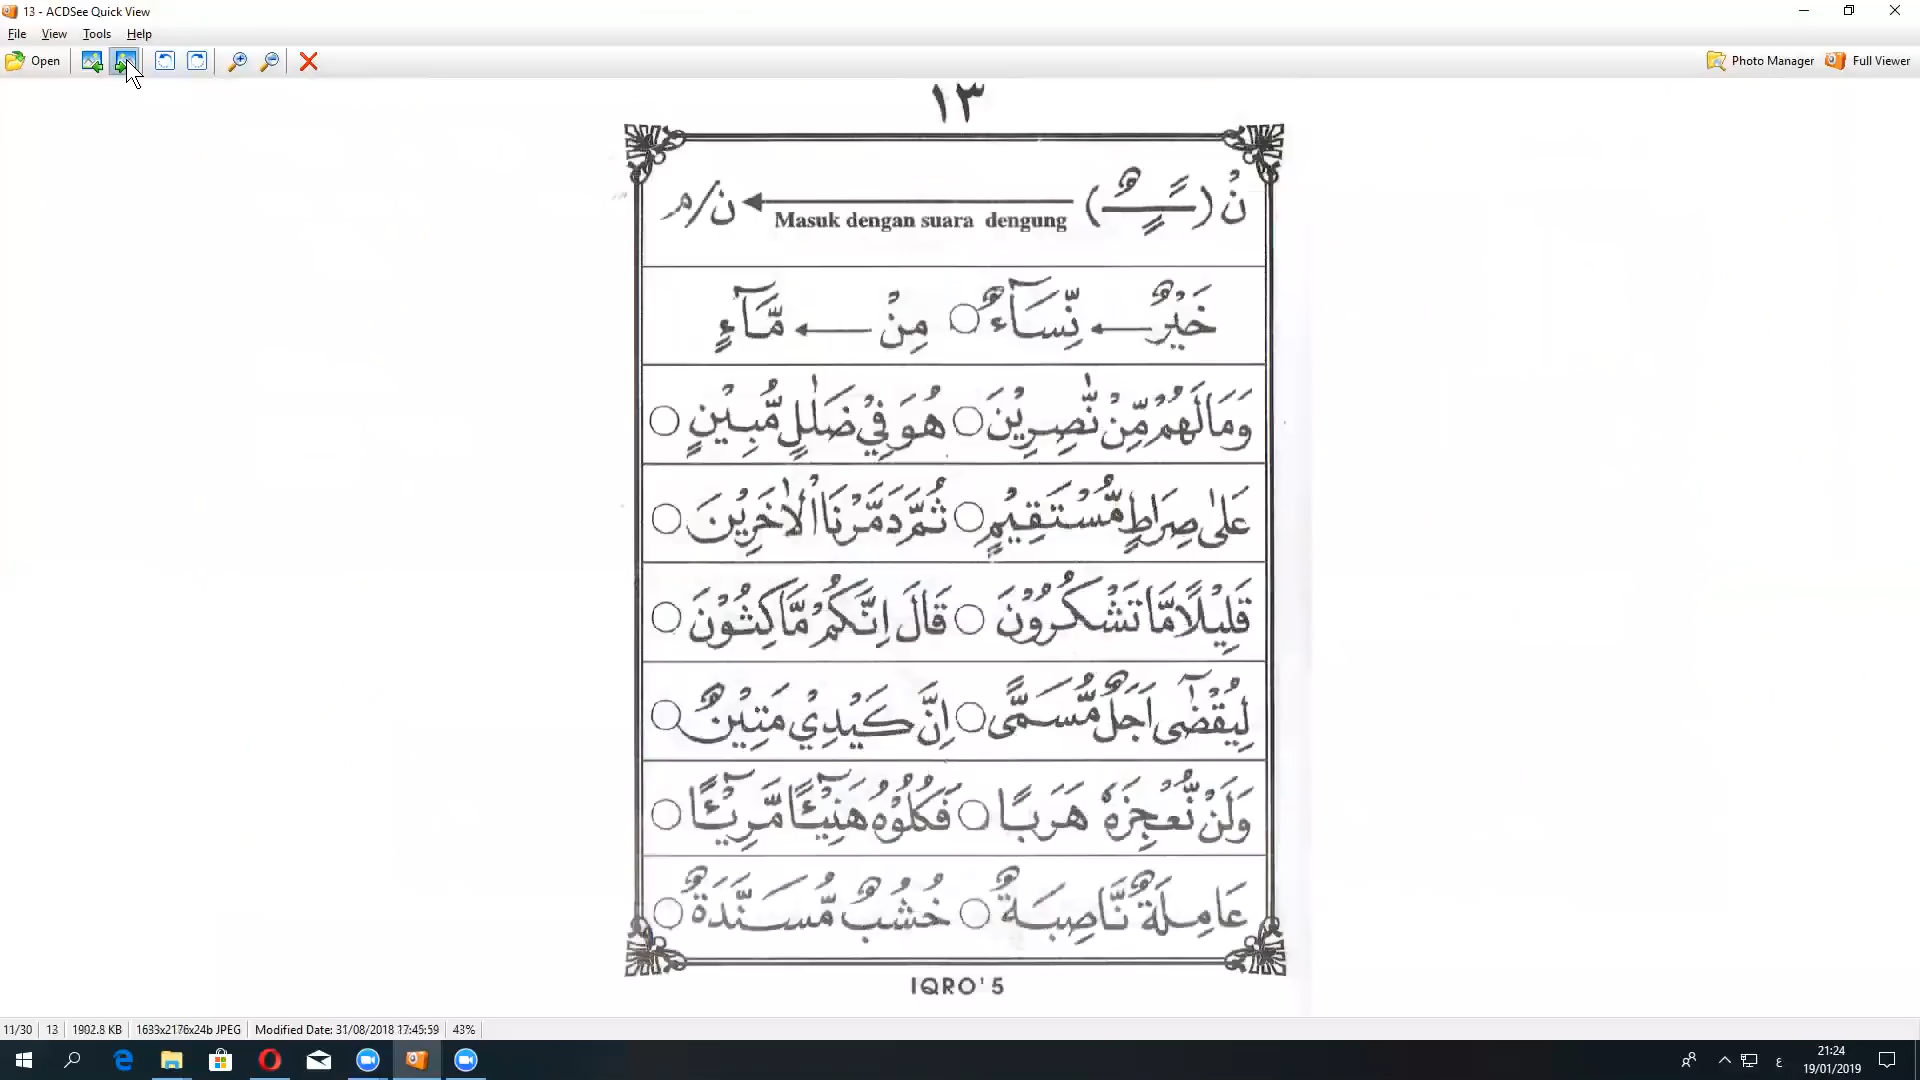 13 - ACDSee Quick View
File View Tools Help
Open Photo Manager Full Viewer
١٣
نْ (ـًـٍـٌ) Masuk dengan suara dengung ن/م
خَيْرٌ نِّسَآءٌ ○ مِنْ مَّآءٍ
وَمَالَهُمْ مِّنْ نّٰصِرِيْنَ ○ هُوَ فِيْ ضَلٰلٍ مُّبِيْنٍ ○
عَلٰى صِرَاطٍ مُّسْتَقِيْمٍ ○ ثُمَّ دَمَّرْنَا الْاٰخَرِيْنَ ○
قَلِيْلًا مَّا تَشْكُرُوْنَ ○ قَالَ اِنَّكُمْ مَّاكِثُوْنَ ○
لِيُقْضٰٓى اَجَلٌ مُّسَمًّى ○ اِنَّ كَيْدِيْ مَتِيْنٌ ○
وَلَنْ نُّعْجِزَهٗ هَرَبًا ○ فَكُلُوْهُ هَنِيْٓئًا مَّرِيْٓئًا ○
عَامِلَةٌ نَّاصِبَةٌ ○ خُشُبٌ مُّسَنَّدَةٌ ○
IQRO' 5
11/30 13 1902.8 KB 1633x2176x24b JPEG Modified Date: 31/08/2018 17:45:59 43%
ع 21:24
19/01/2019